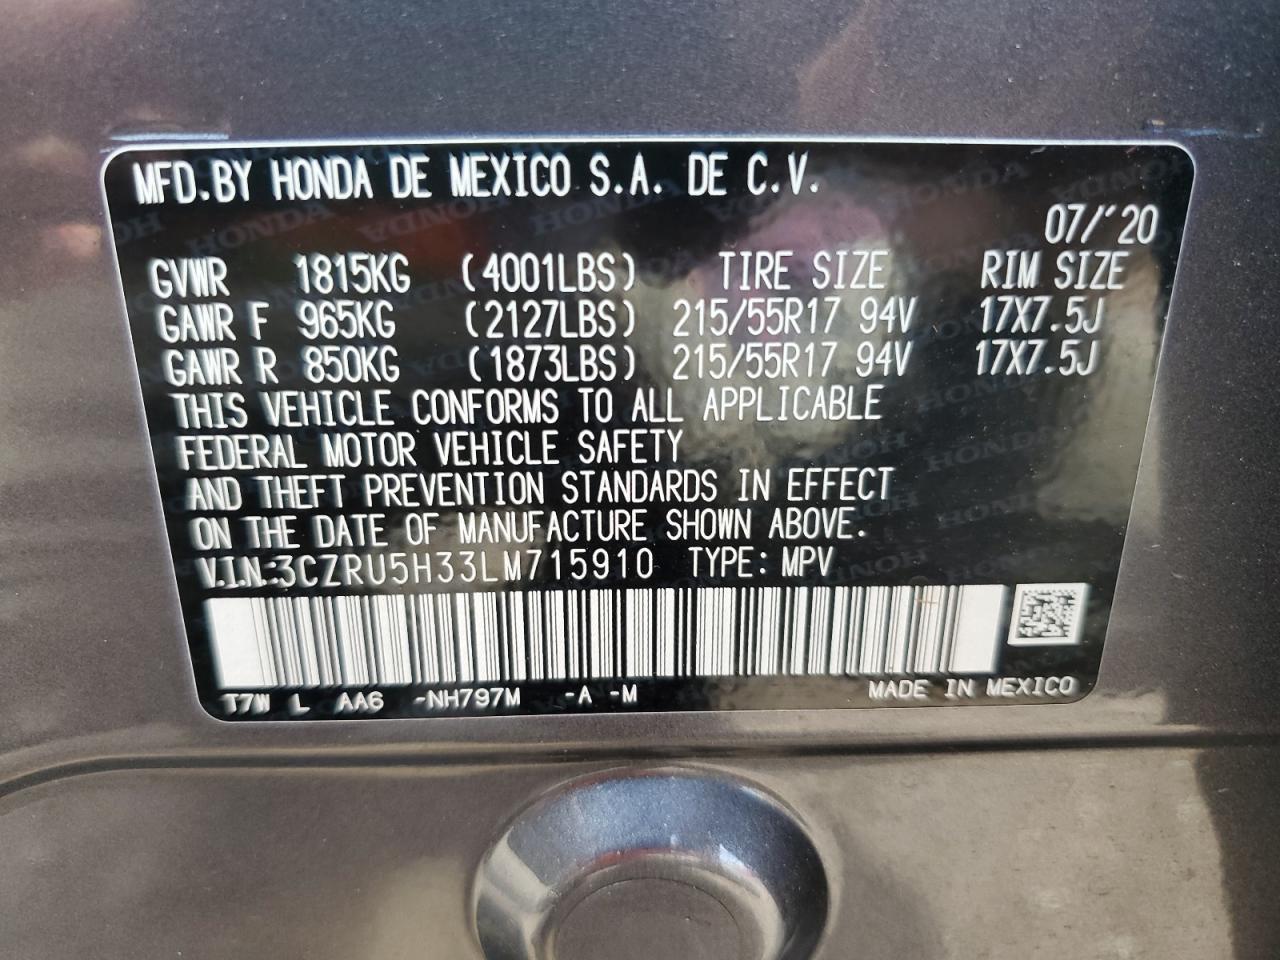 MFD.BY HONDA DE MEXICO S.A. DE C.V.
07/'20
GVWR 1815KG (4001LBS) TIRE SIZE RIM SIZE
GAWR F 965KG (2127LBS) 215/55R17 94V 17X7.5J
GAWR R 850KG (1873LBS) 215/55R17 94V 17X7.5J
THIS VEHICLE CONFORMS TO ALL APPLICABLE
FEDERAL MOTOR VEHICLE SAFETY
AND THEFT PREVENTION STANDARDS IN EFFECT
ON THE DATE OF MANUFACTURE SHOWN ABOVE.
V.I.N.:3CZRU5H33LM715910 TYPE: MPV
T7W L AA6 -NH797M -A -M MADE IN MEXICO